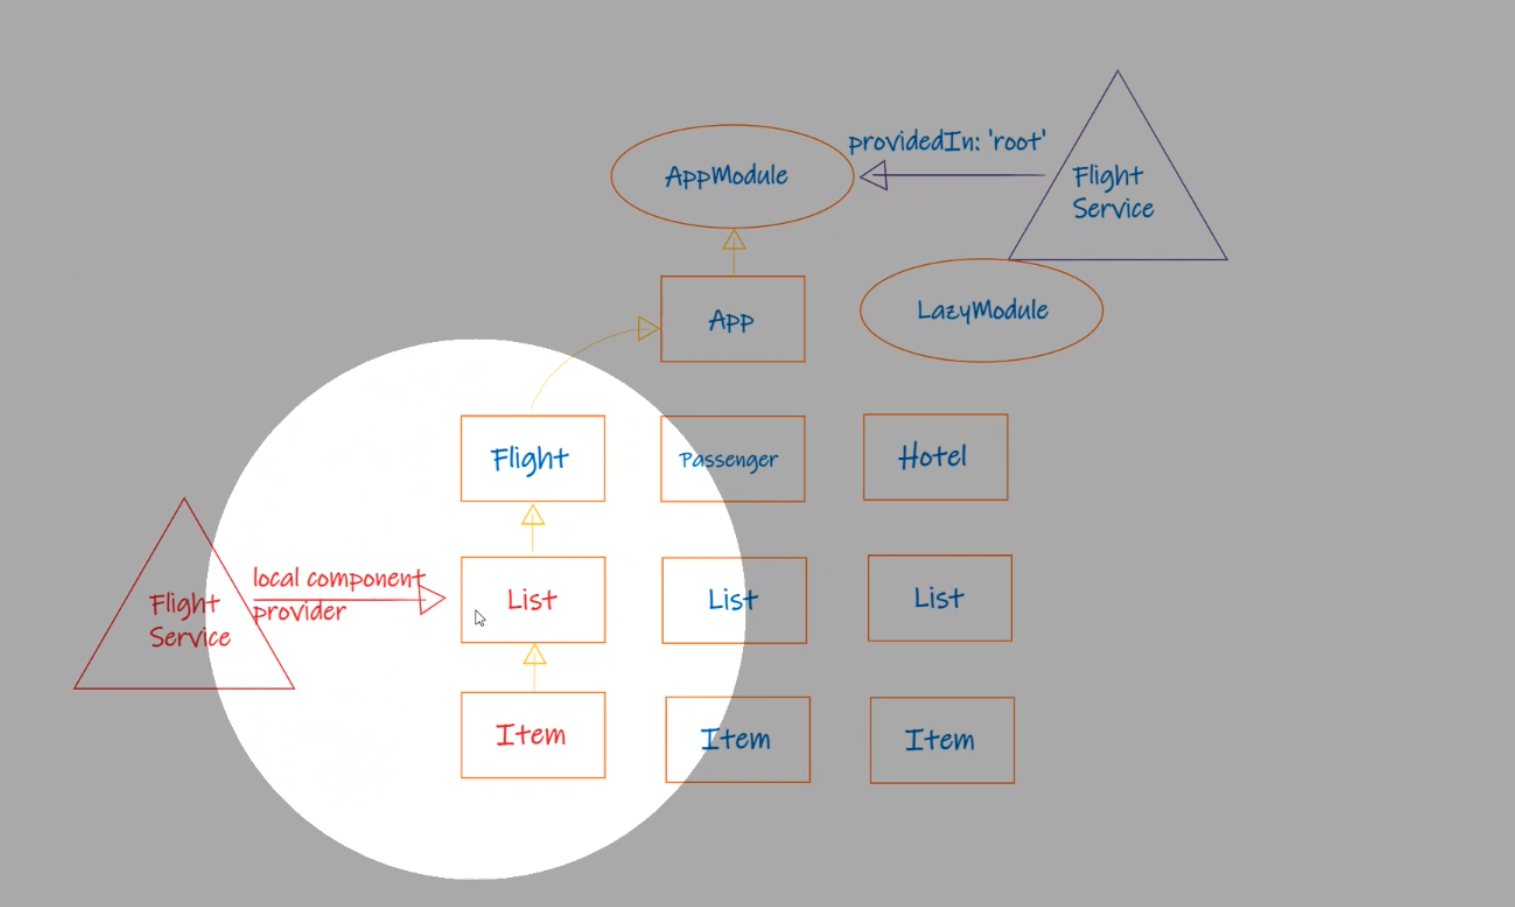 providedIn: 'root'
AppModule
Flight
Service
LazyModule
App
Flight
Passenger
Hotel
local component
provider
Flight
Service
List
List
List
Item
Item
Item